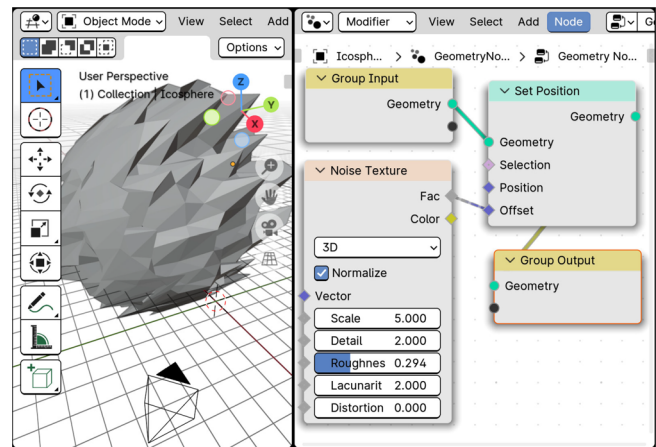 Object Mode
View
Select
Add
Options
User Perspective
(1) Collection | Icosphere
Z
Y
X
Modifier
View
Select
Add
Node
Icosph...
GeometryNo...
Geometry No...
Group Input
Geometry
Set Position
Geometry
Geometry
Selection
Position
Offset
Noise Texture
Fac
Color
3D
Normalize
Vector
Scale 5.000
Detail 2.000
Roughnes 0.294
Lacunarit 2.000
Distortion 0.000
Group Output
Geometry